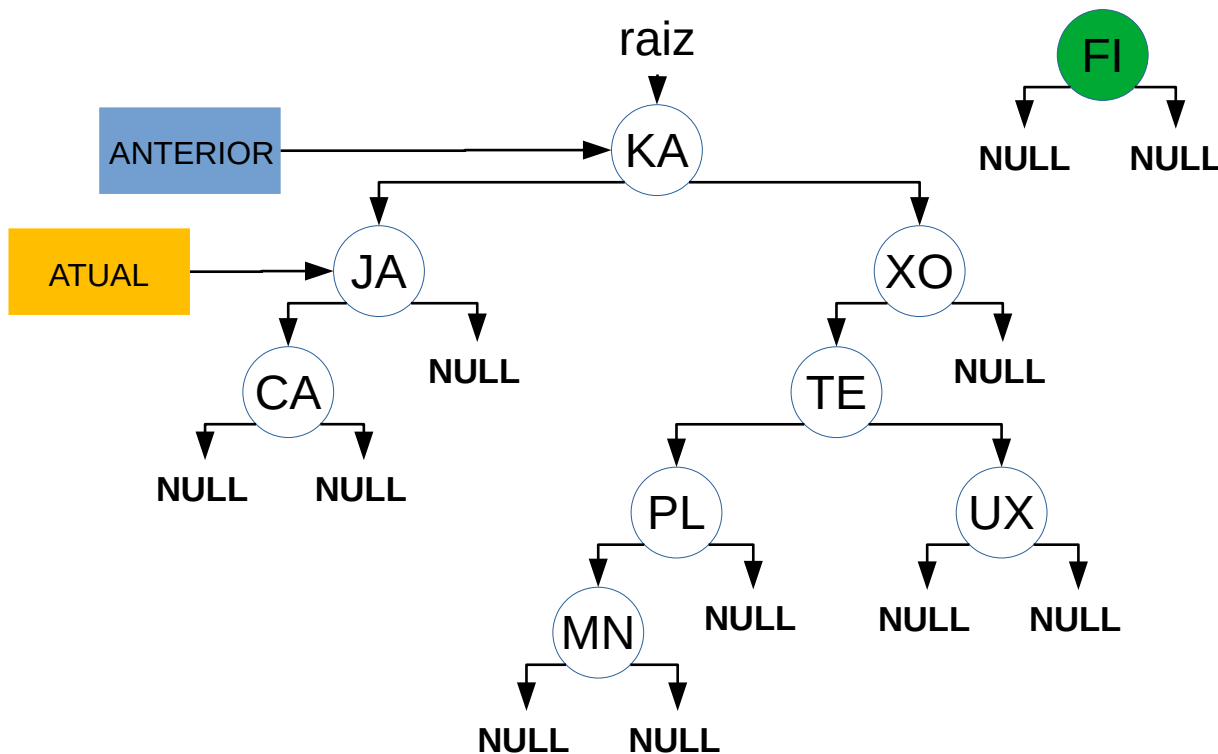 raiz
FI
ANTERIOR
KA
NULL
NULL
ATUAL
JA
XO
CA
NULL
TE
NULL
NULL
NULL
PL
UX
MN
NULL
NULL
NULL
NULL
NULL